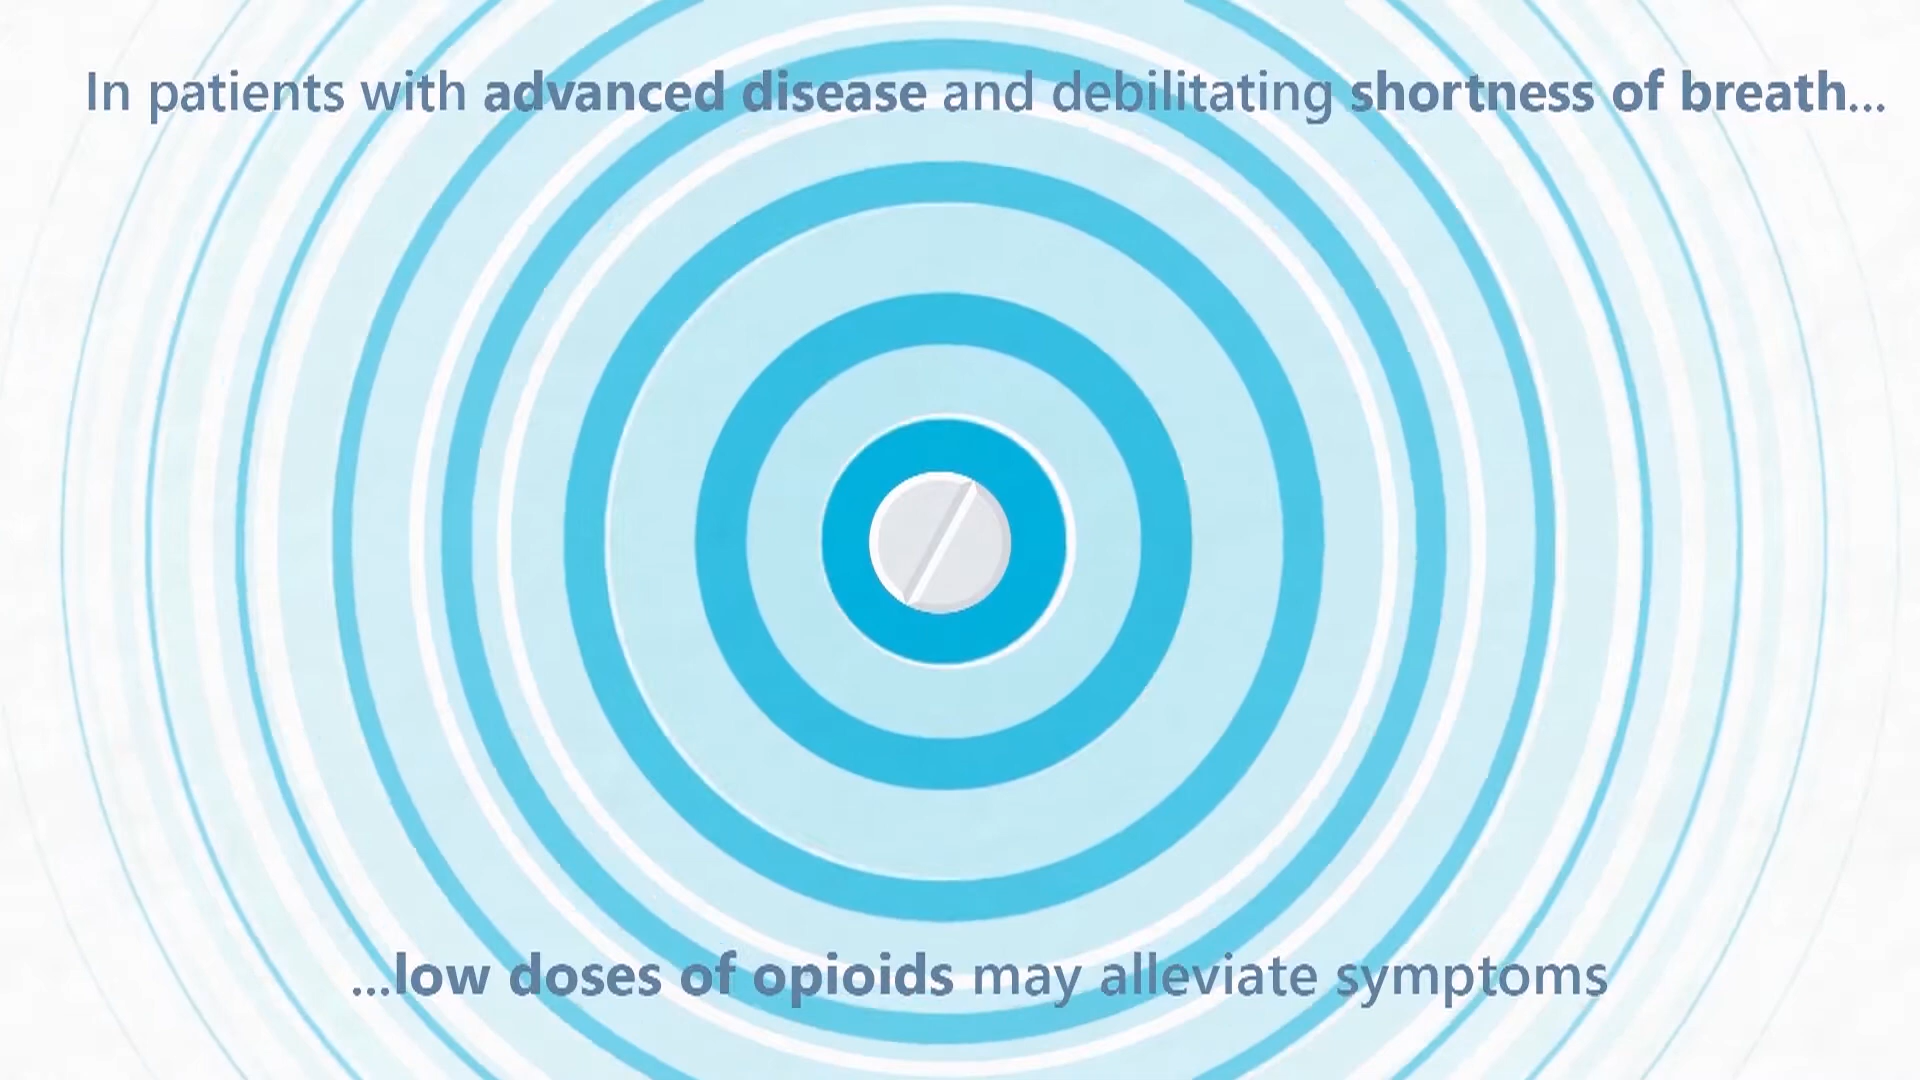 In patients with advanced disease and debilitating shortness of breath...
...low doses of opioids may alleviate symptoms